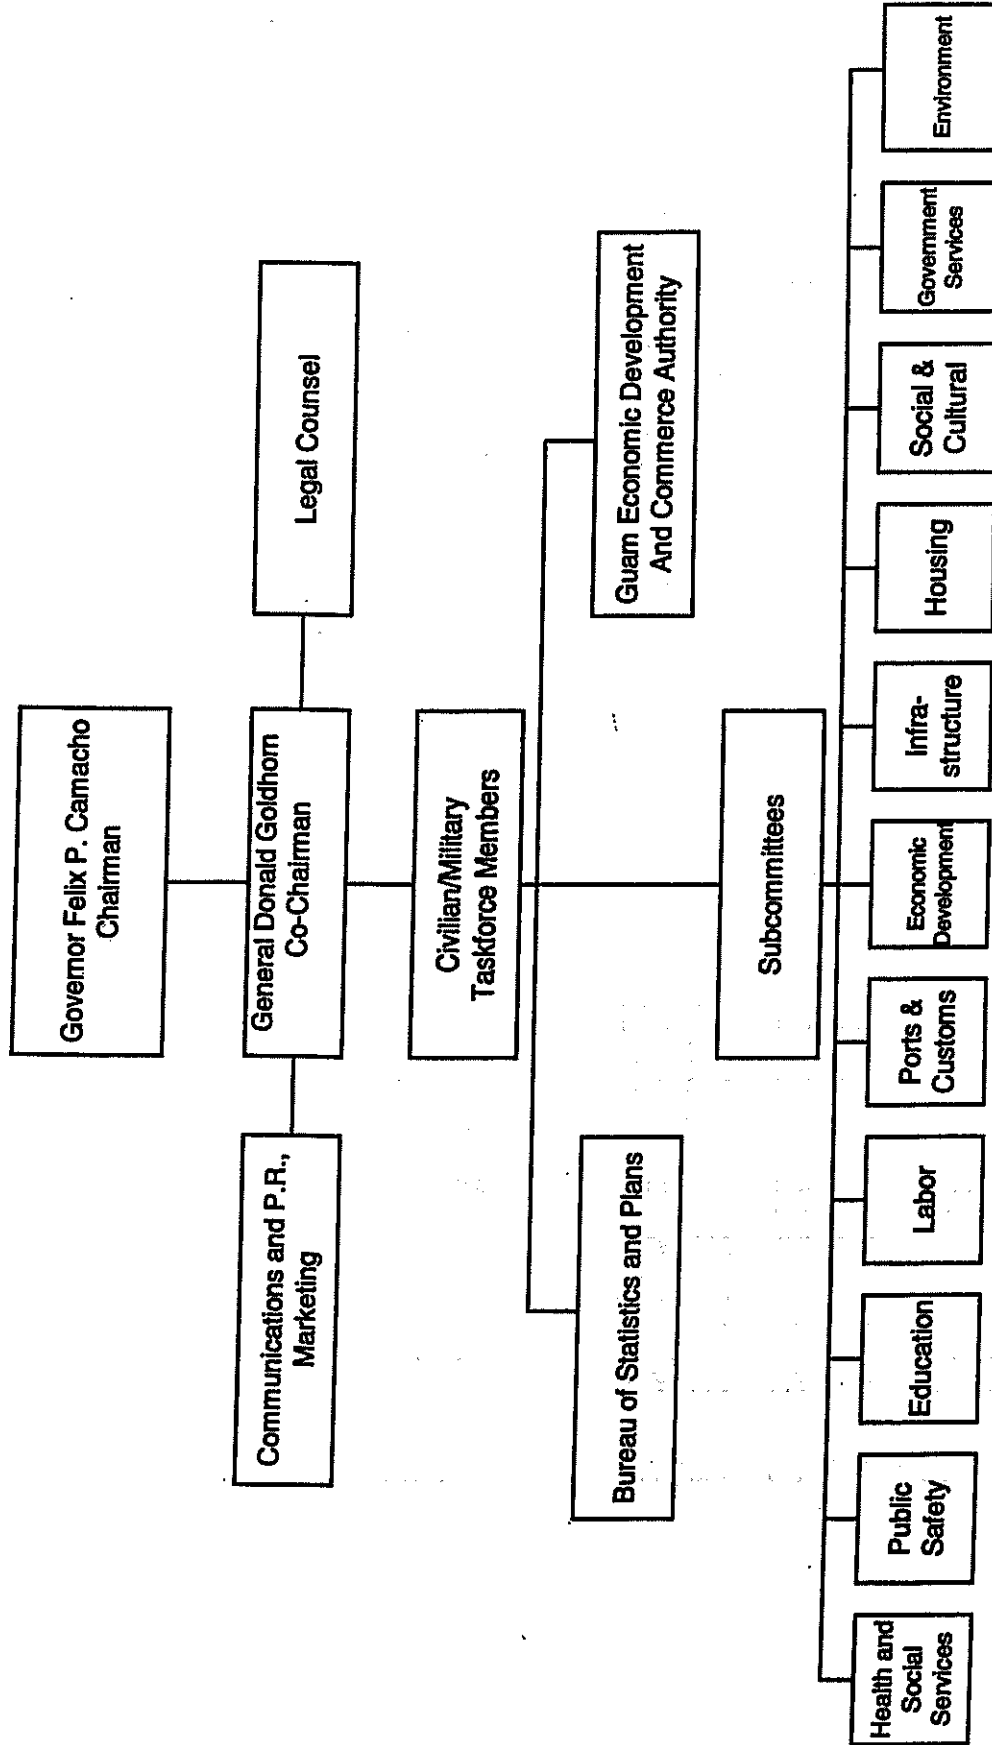 Governor Felix P. Camacho
Chairman
Communications and P.R.,
Marketing
General Donald Goldhorn
Co-Chairman
Legal Counsel
Civilian/Military
Taskforce Members
Bureau of Statistics and Plans
Guam Economic Development
And Commerce Authority
Subcommittees
Health and
Social
Services
Public
Safety
Education
Labor
Ports &
Customs
Economic
Development
Infra-
structure
Housing
Social &
Cultural
Government
Services
Environment